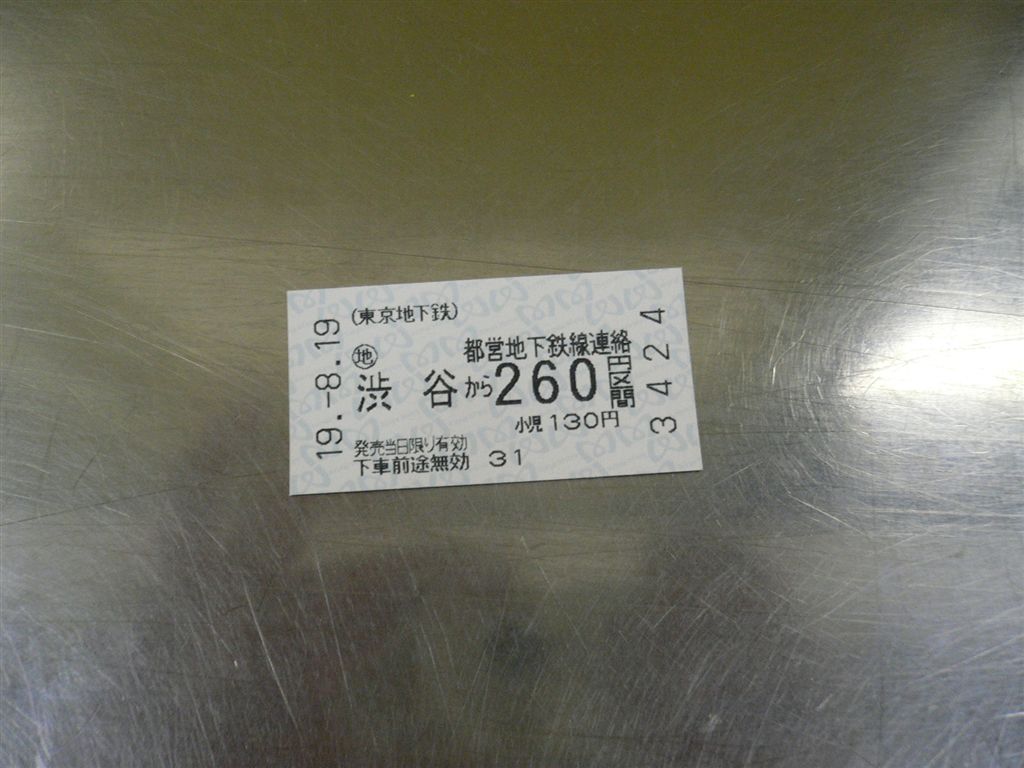 19.-8.19
(東京地下鉄)
都営地下鉄線連絡
㊞地 渋谷から260円区間
小児130円
発売当日限り有効
下車前途無効 31
3424